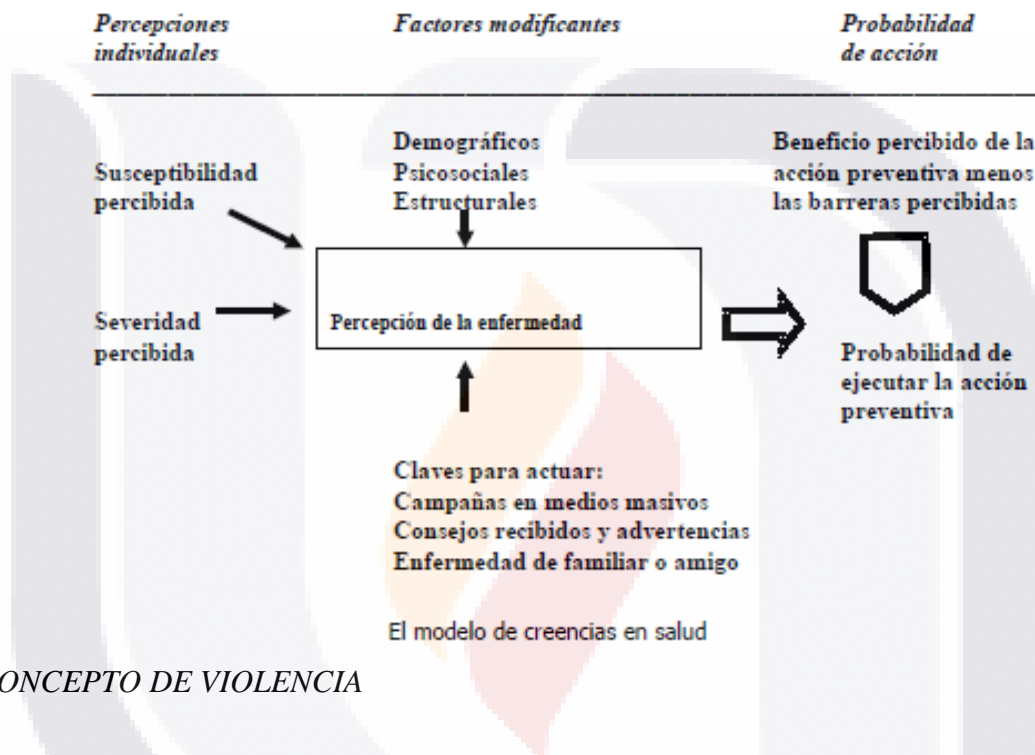 Percepciones
individuales
Factores modificantes
Probabilidad
de acción
Susceptibilidad
percibida
Severidad
percibida
Demográficos
Psicosociales
Estructurales
Percepción de la enfermedad
Claves para actuar:
Campañas en medios masivos
Consejos recibidos y advertencias
Enfermedad de familiar o amigo
Beneficio percibido de la
acción preventiva menos
las barreras percibidas
Probabilidad de
ejecutar la acción
preventiva
El modelo de creencias en salud
ONCEPTO DE VIOLENCIA